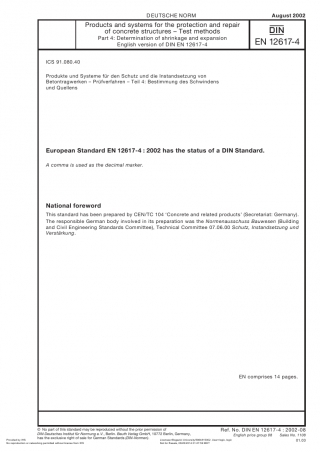 DEUTSCHE NORM
August 2002
Products and systems for the protection and repair
of concrete structures – Test methods
Part 4: Determination of shrinkage and expansion
English version of DIN EN 12617-4
DIN
EN 12617-4
ICS 91.080.40
Produkte und Systeme für den Schutz und die Instandsetzung von
Betontragwerken – Prüfverfahren – Teil 4: Bestimmung des Schwindens
und Quellens
European Standard EN 12617-4 : 2002 has the status of a DIN Standard.
A comma is used as the decimal marker.
National foreword
This standard has been prepared by CEN/TC 104 ‘Concrete and related products’ (Secretariat: Germany).
The responsible German body involved in its preparation was the Normenausschuss Bauwesen (Building
and Civil Engineering Standards Committee), Technical Committee 07.06.00 Schutz, Instandsetzung und
Verstärkung.
EN comprises 14 pages.
© No part of this standard may be reproduced without the prior permission of
DIN Deutsches Institut für Normung e.V., Berlin. Beuth Verlag GmbH, 10772 Berlin, Germany,
has the exclusive right of sale for German Standards (DIN-Normen).
Ref. No. DIN EN 12617-4 : 2002-08
English price group 09 Sales No. 1109
01.03